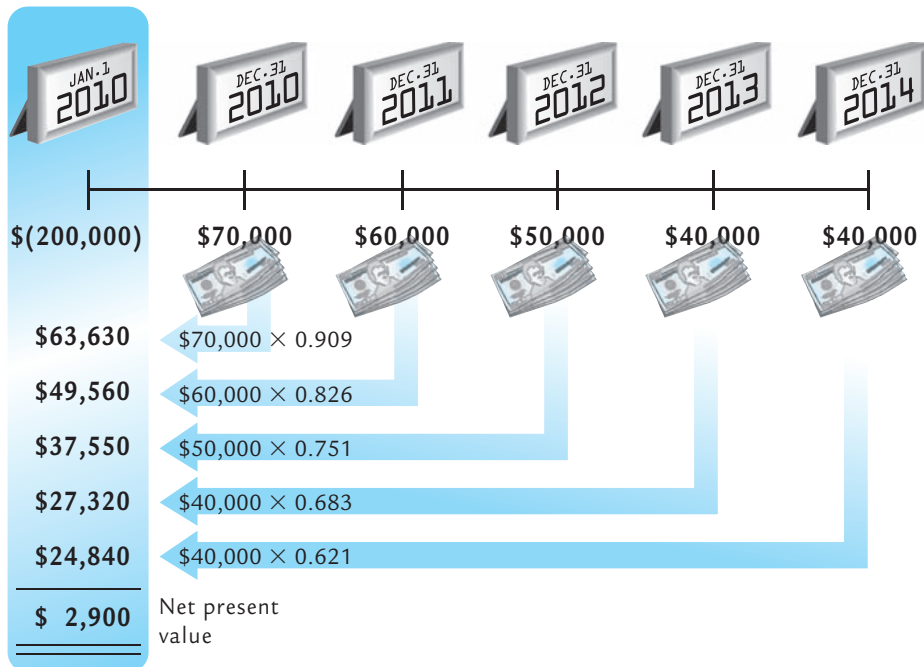 JAN.1
2010
DEC.31
2010
DEC.31
2011
DEC.31
2012
DEC.31
2013
DEC.31
2014
$(200,000) $70,000 $60,000 $50,000 $40,000 $40,000
$63,630 $70,000 × 0.909
$49,560 $60,000 × 0.826
$37,550 $50,000 × 0.751
$27,320 $40,000 × 0.683
$24,840 $40,000 × 0.621
$ 2,900 Net present
value